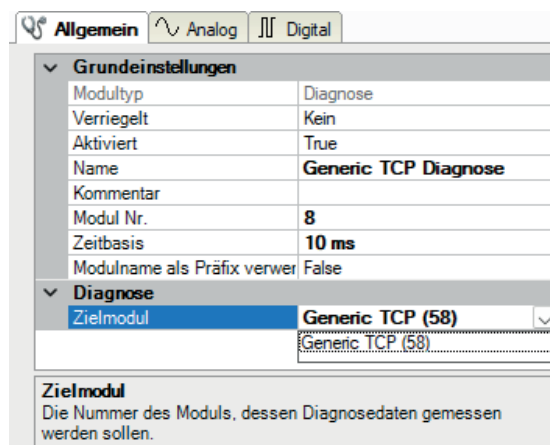 Allgemein Analog Digital
Grundeinstellungen
Modultyp Diagnose
Verriegelt Kein
Aktiviert True
Name Generic TCP Diagnose
Kommentar
Modul Nr. 8
Zeitbasis 10 ms
Modulname als Präfix verwer False
Diagnose
Zielmodul Generic TCP (58)
Generic TCP (58)
Zielmodul
Die Nummer des Moduls, dessen Diagnosedaten gemessen
werden sollen.